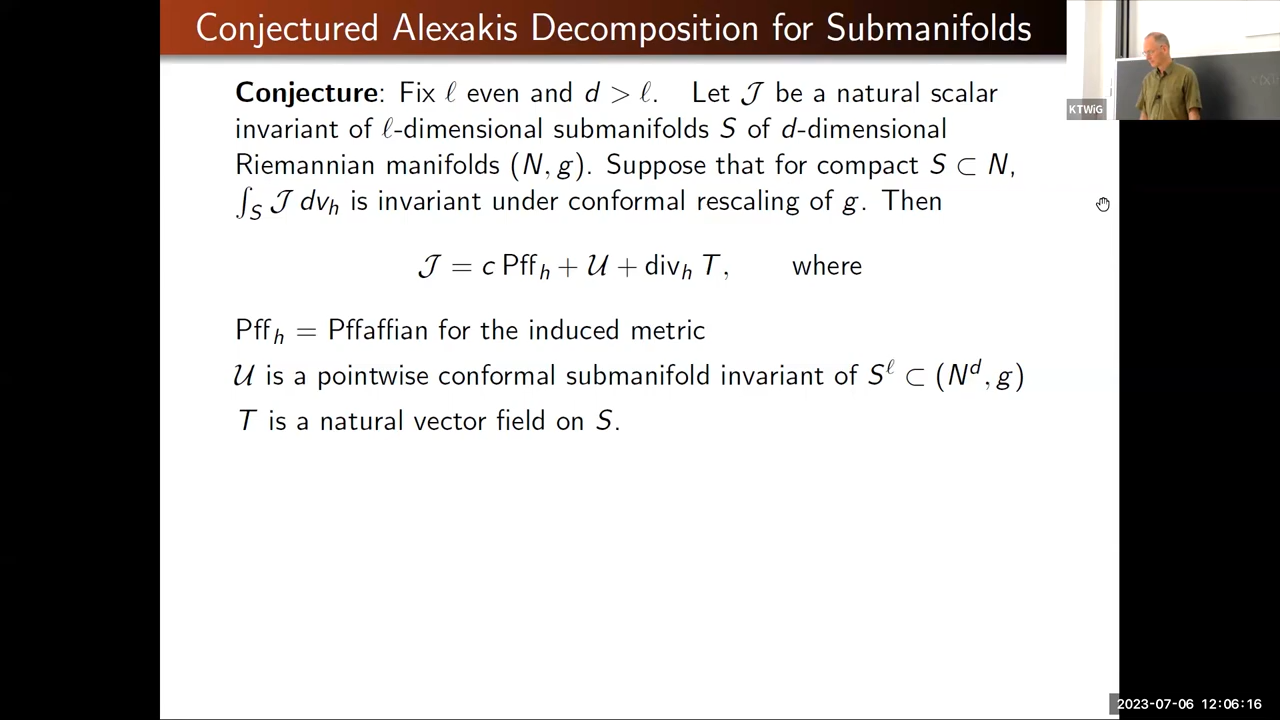 Conjectured Alexakis Decomposition for Submanifolds
KTWiG
Conjecture: Fix ℓ even and d > ℓ. Let 𝒥 be a natural scalar
invariant of ℓ-dimensional submanifolds S of d-dimensional
Riemannian manifolds (N, g). Suppose that for compact S ⊂ N,
∫_S 𝒥 dv_h is invariant under conformal rescaling of g. Then
𝒥 = c Pff_h + 𝒰 + div_h T, where
Pff_h = Pffaffian for the induced metric
𝒰 is a pointwise conformal submanifold invariant of S^ℓ ⊂ (N^d, g)
T is a natural vector field on S.
2023-07-06 12:06:16